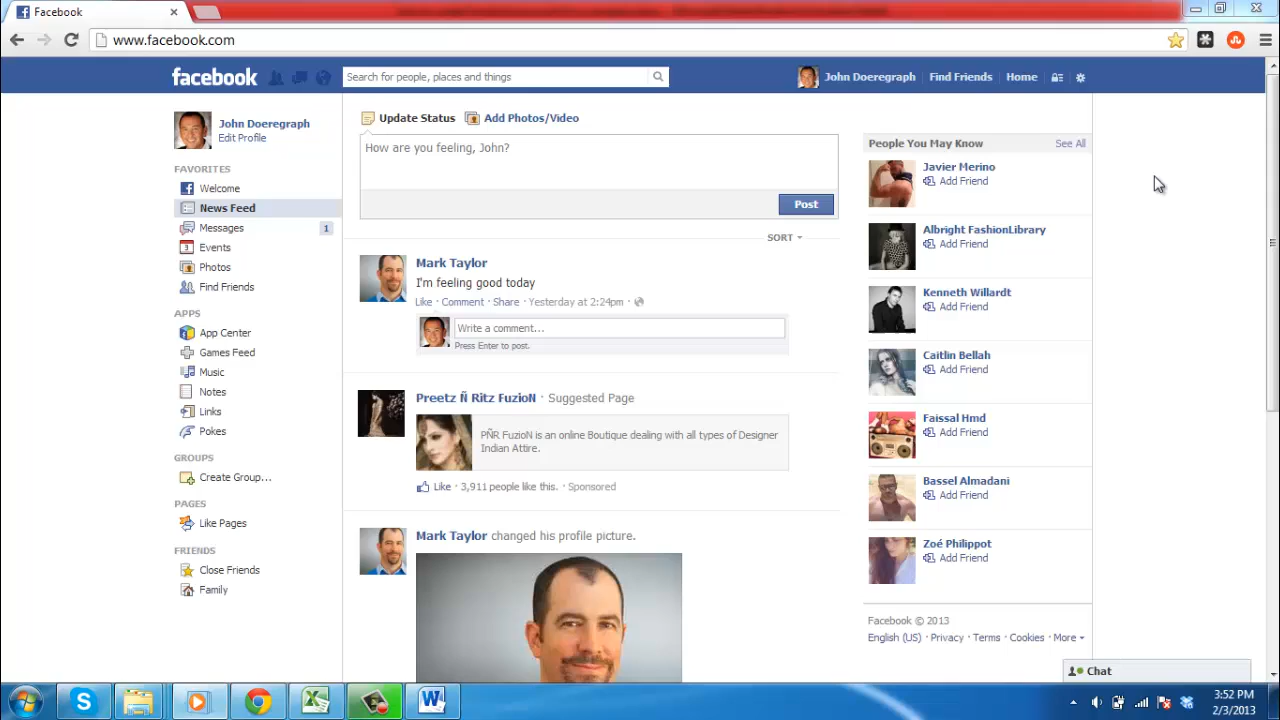 Facebook
www.facebook.com
facebook
Search for people, places and things
John Doeregraph
Find Friends
Home
John Doeregraph
Edit Profile
FAVORITES
Welcome
News Feed
Messages
1
3
Events
Photos
Find Friends
APPS
App Center
Games Feed
Music
Notes
Links
Pokes
GROUPS
Create Group...
PAGES
Like Pages
FRIENDS
Close Friends
Family
Update Status
Add Photos/Video
How are you feeling, John?
Post
SORT
Mark Taylor
I'm feeling good today
Like · Comment · Share · Yesterday at 2:24pm ·
Write a comment...
Press Enter to post.
Preetz Ñ Ritz FuzioN · Suggested Page
PÑR FuzioN is an online Boutique dealing with all types of Designer
Indian Attire.
Like · 3,911 people like this. · Sponsored
Mark Taylor changed his profile picture.
People You May Know
See All
Javier Merino
Add Friend
Albright FashionLibrary
Add Friend
Kenneth Willardt
Add Friend
Caitlin Bellah
Add Friend
Faissal Hmd
Add Friend
Bassel Almadani
Add Friend
Zoé Philippot
Add Friend
Facebook © 2013
English (US) · Privacy · Terms · Cookies · More
Chat
3:52 PM
2/3/2013